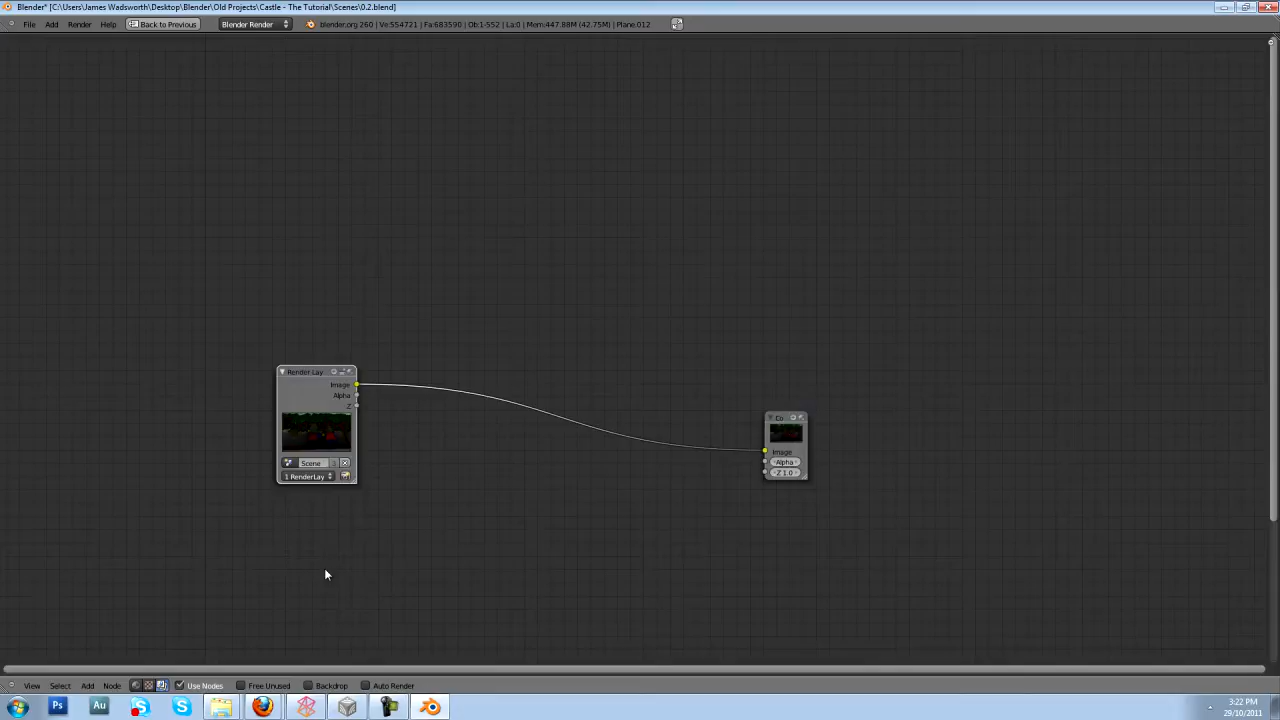 Blender* [C:\Users\James Wadsworth\Desktop\Blender\Old Projects\Castle - The Tutorial\Scenes\0.2.blend]
File Add Render Help Back to Previous Blender Render blender.org 260 | Ve:554721 | Fa:683590 | Ob:1-552 | La:0 | Mem:447.88M (42.75M) | Plane.012
Render Lay
Image
Alpha
Z
Scene
1 RenderLay
Co
Image
Alpha
Z 1.0
View Select Add Node Use Nodes Free Unused Backdrop Auto Render
Ps Au
3:22 PM
29/10/2011